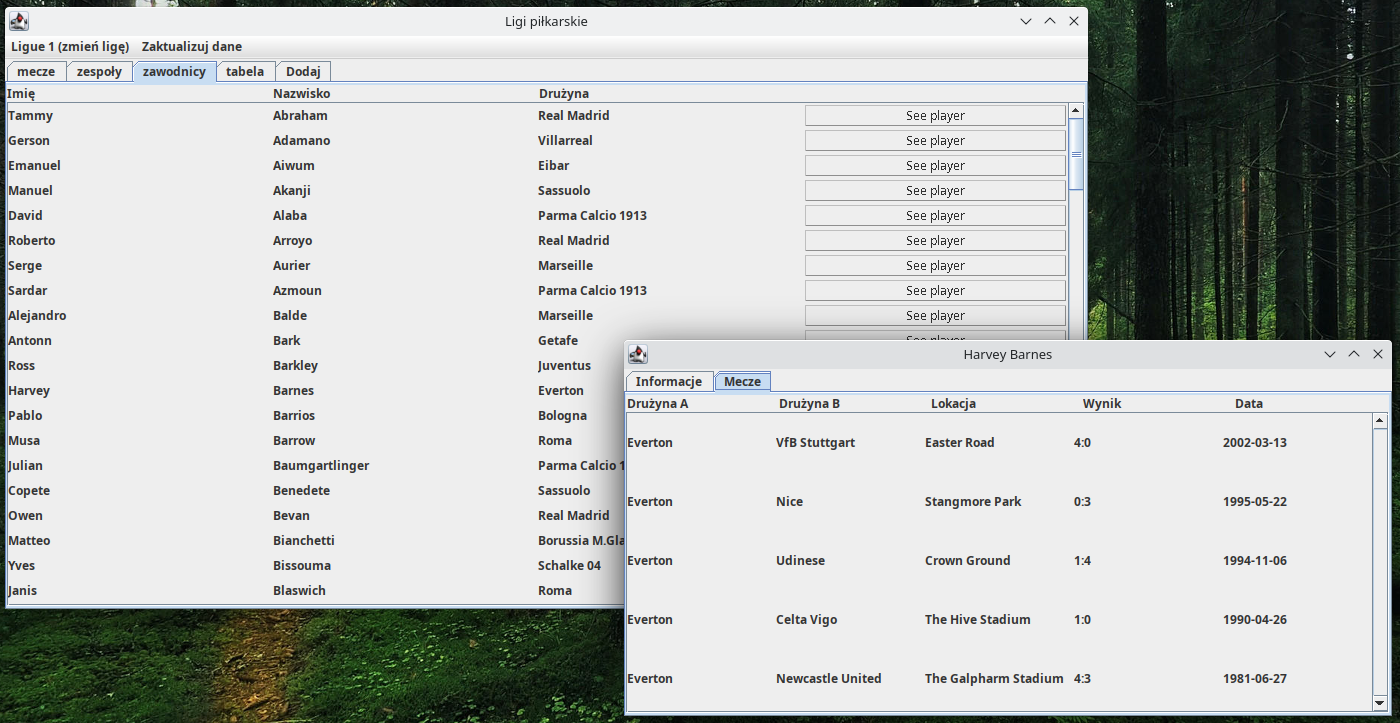 Ligi piłkarskie
Ligue 1 (zmień ligę) Zaktualizuj dane
mecze zespoły zawodnicy tabela Dodaj
Imię Nazwisko Drużyna
Tammy Abraham Real Madrid See player
Gerson Adamano Villarreal See player
Emanuel Aiwum Eibar See player
Manuel Akanji Sassuolo See player
David Alaba Parma Calcio 1913 See player
Roberto Arroyo Real Madrid See player
Serge Aurier Marseille See player
Sardar Azmoun Parma Calcio 1913 See player
Alejandro Balde Marseille See player
Antonn Bark Getafe See player
Ross Barkley Juventus
Harvey Barnes Everton
Pablo Barrios Bologna
Musa Barrow Roma
Julian Baumgartlinger Parma Calcio 1
Copete Benedete Sassuolo
Owen Bevan Real Madrid
Matteo Bianchetti Borussia M.Gla
Yves Bissouma Schalke 04
Janis Blaswich Roma
Harvey Barnes
Informacje Mecze
Drużyna A Drużyna B Lokacja Wynik Data
Everton VfB Stuttgart Easter Road 4:0 2002-03-13
Everton Nice Stangmore Park 0:3 1995-05-22
Everton Udinese Crown Ground 1:4 1994-11-06
Everton Celta Vigo The Hive Stadium 1:0 1990-04-26
Everton Newcastle United The Galpharm Stadium 4:3 1981-06-27